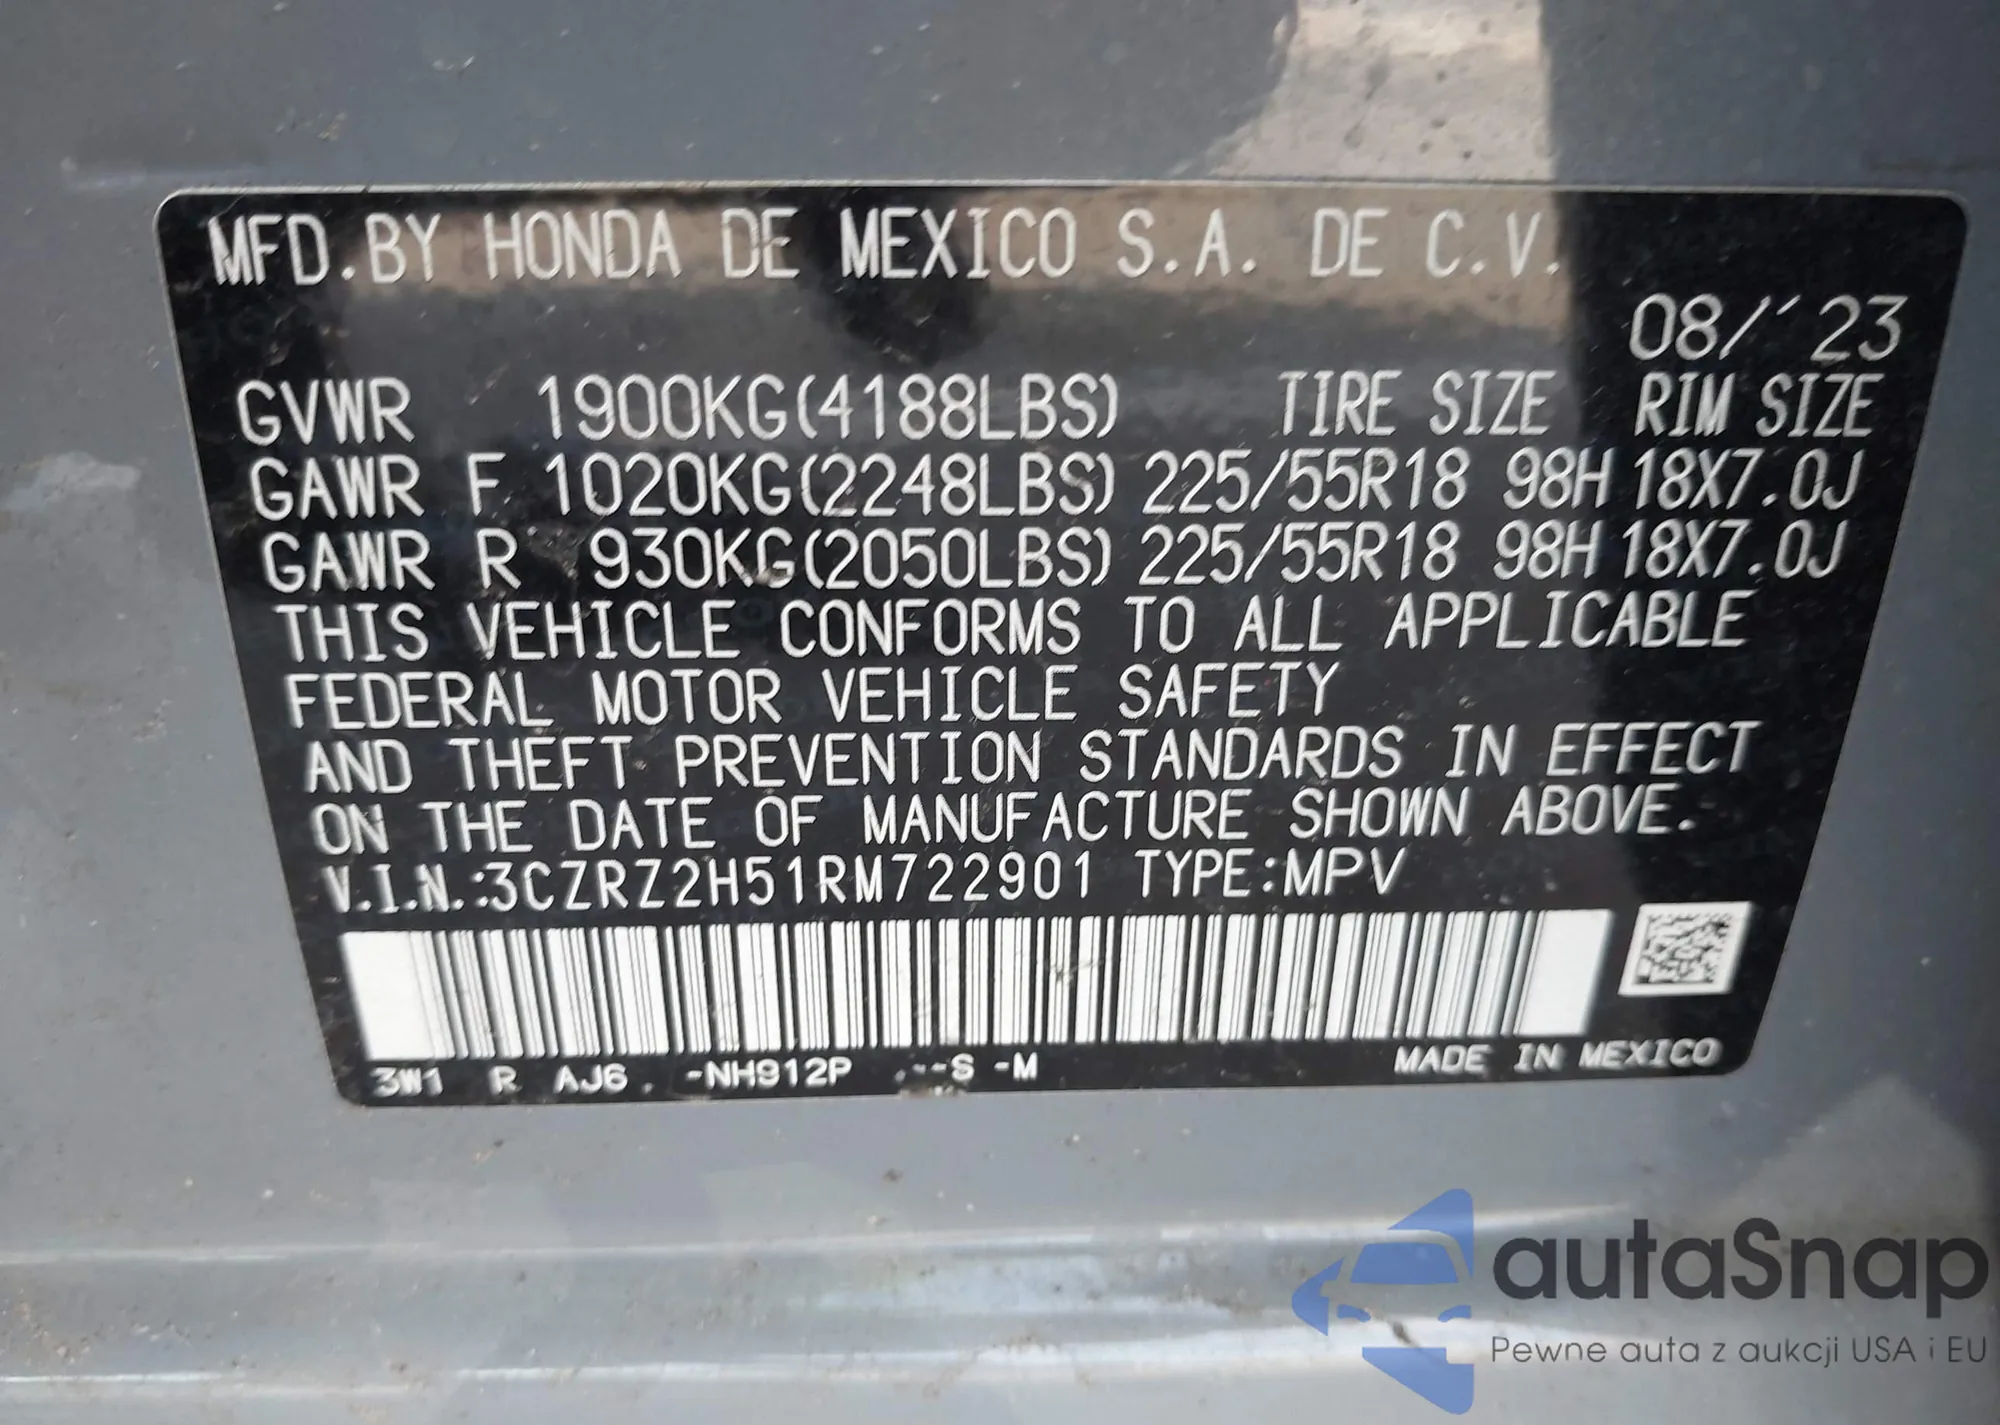 MFD.BY HONDA DE MEXICO S.A. DE C.V.
08/'23
GVWR 1900KG(4188LBS) TIRE SIZE RIM SIZE
GAWR F 1020KG(2248LBS) 225/55R18 98H 18X7.0J
GAWR R 930KG(2050LBS) 225/55R18 98H 18X7.0J
THIS VEHICLE CONFORMS TO ALL APPLICABLE
FEDERAL MOTOR VEHICLE SAFETY
AND THEFT PREVENTION STANDARDS IN EFFECT
ON THE DATE OF MANUFACTURE SHOWN ABOVE.
V.I.N.:3CZRZ2H51RM722901 TYPE:MPV
3W1 R AJ6 -NH912P --S -M MADE IN MEXICO
autaSnap
Pewne auta z aukcji USA i EU